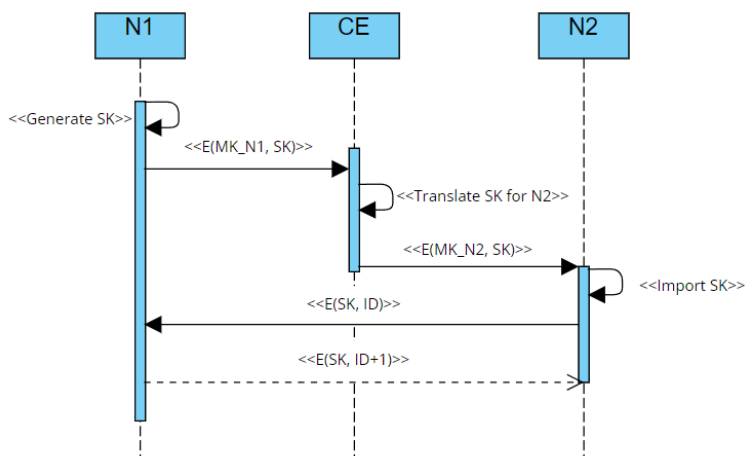 N1
CE
N2
<<Generate SK>>
<<E(MK_N1, SK)>>
<<Translate SK for N2>>
<<E(MK_N2, SK)>>
<<Import SK>>
<<E(SK, ID)>>
<<E(SK, ID+1)>>